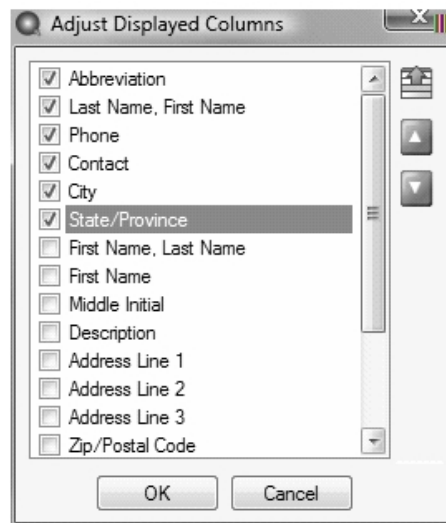 Adjust Displayed Columns
Abbreviation
Last Name, First Name
Phone
Contact
City
State/Province
First Name, Last Name
First Name
Middle Initial
Description
Address Line 1
Address Line 2
Address Line 3
Zip/Postal Code
OK Cancel